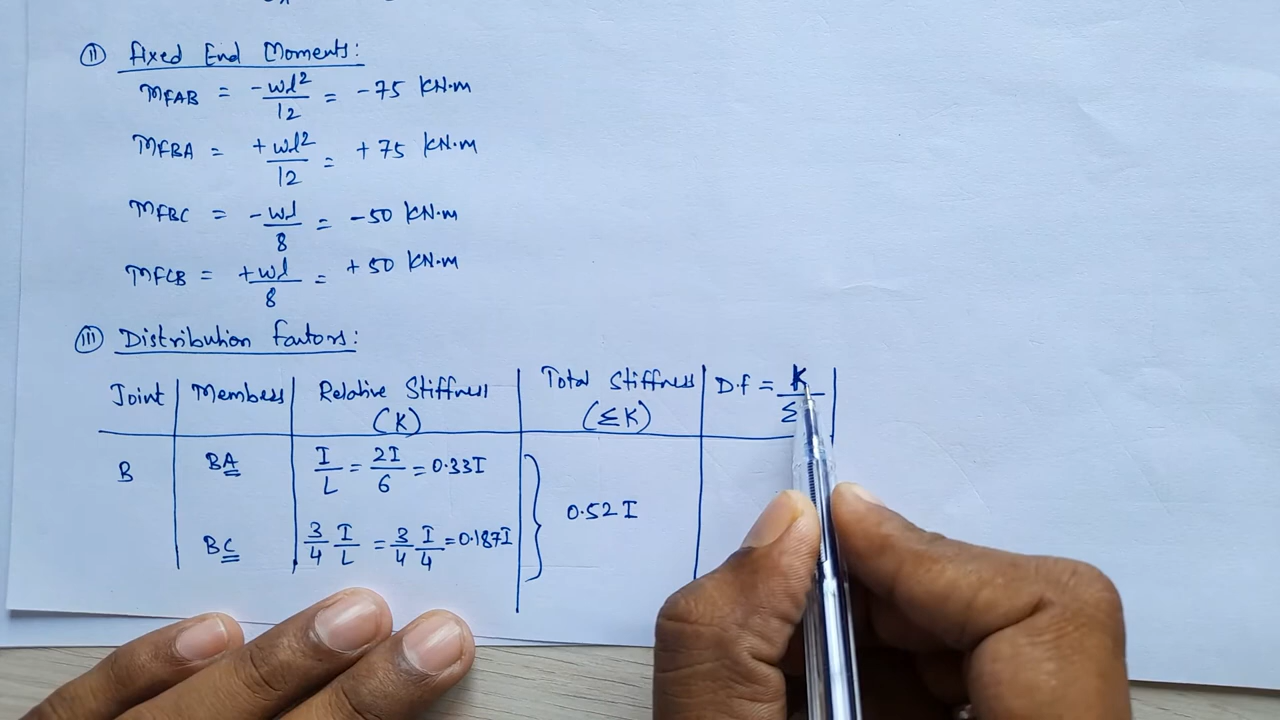 II Fixed End Moments:
MFAB = -wl²/12 = -75 KN·m
MFBA = +wl²/12 = +75 KN·m
MFBC = -wl/8 = -50 KN·m
MFCB = +wl/8 = +50 KN·m
III Distribution Factors:
Joint Members Relative Stiffness (K) Total Stiffness (ΣK) D.f = K/Σ
B BA I/L = 2I/6 = 0.33I 0.52 I
BC 3/4 I/L = 3/4 I/4 = 0.187I